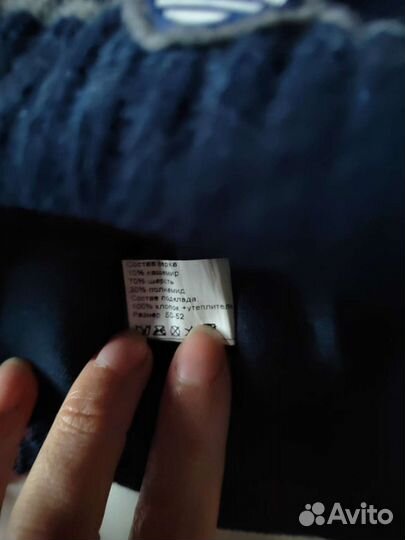 Состав верха
10% кашемир
70% шерсть
20% полиамид
Состав подклада
100% хлопок +утеплитель
Размер 50-52
Avito